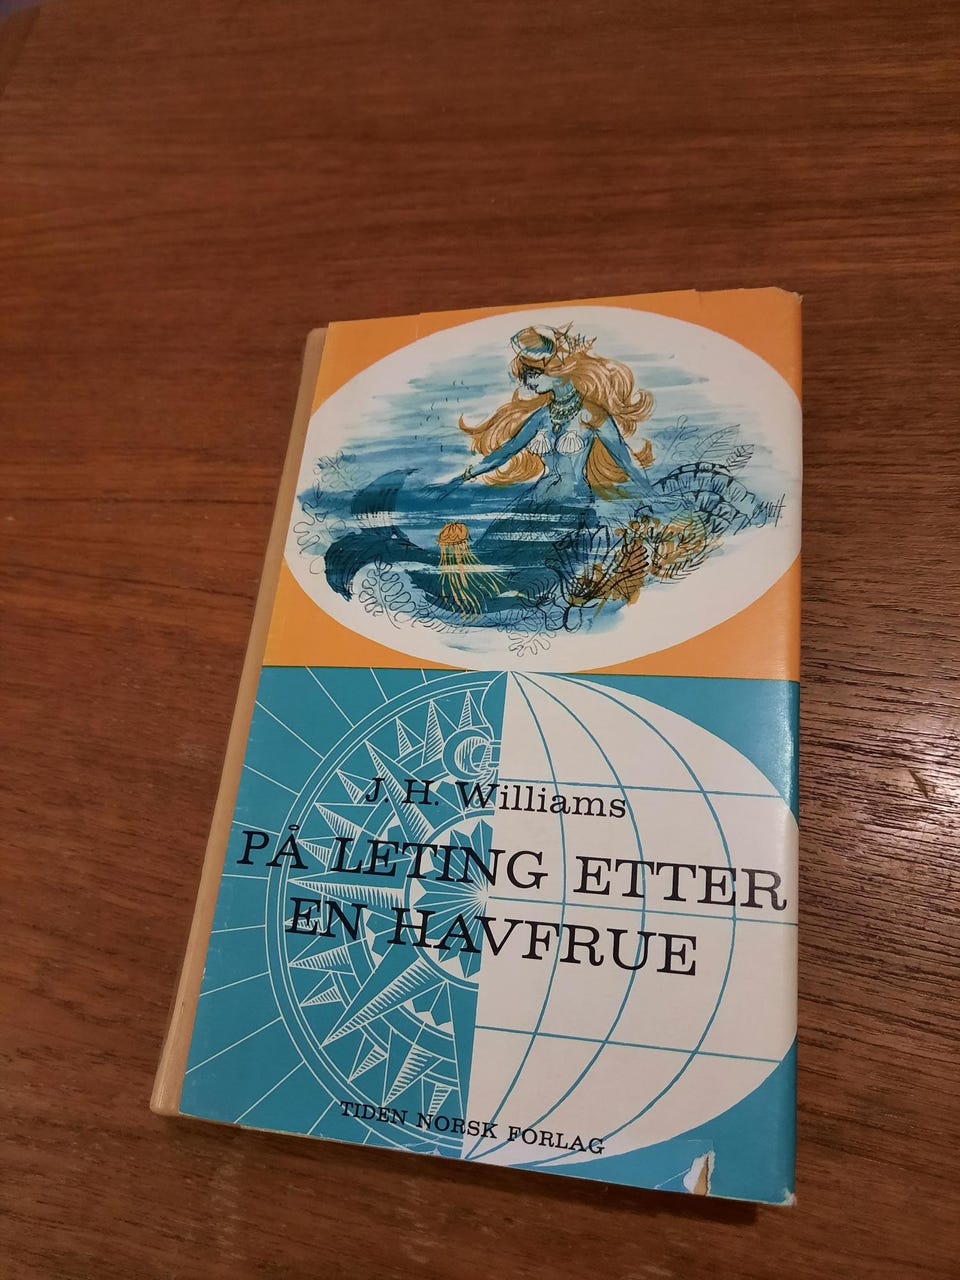 J. H. Williams
PÅ LETING ETTER
EN HAVFRUE
TIDEN NORSK FORLAG